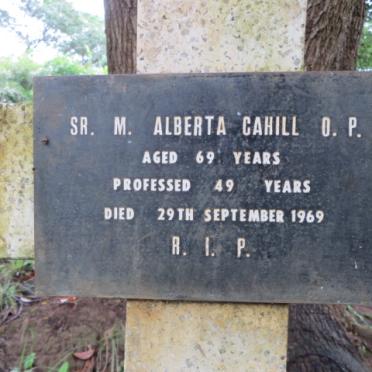 SR. M. ALBERTA CAHILL O. P.
AGED 69 YEARS
PROFESSED 49 YEARS
DIED 29TH SEPTEMBER 1969
R. I. P.